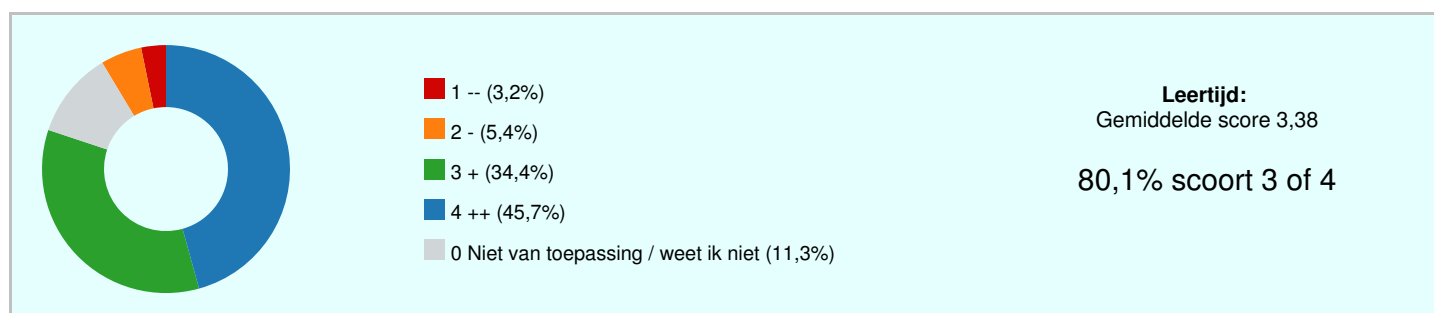 1 -- (3,2%)
2 - (5,4%)
3 + (34,4%)
4 ++ (45,7%)
0 Niet van toepassing / weet ik niet (11,3%)
Leertijd:
Gemiddelde score 3,38
80,1% scoort 3 of 4